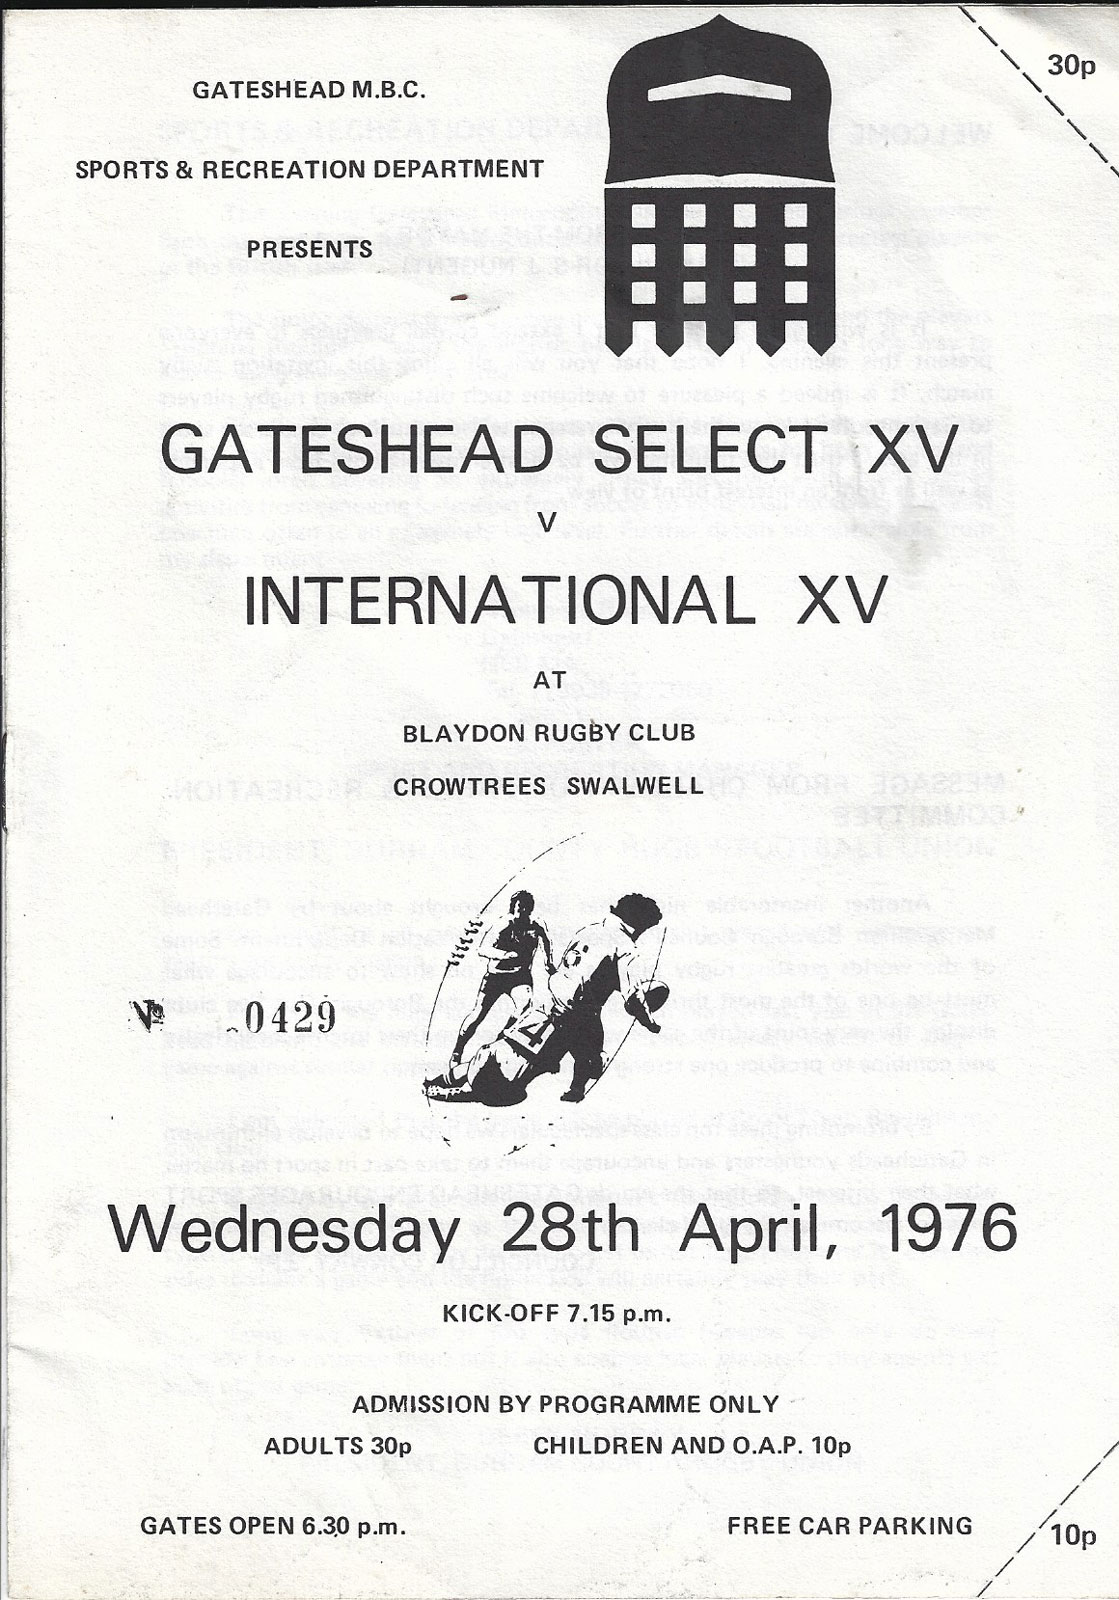 30p
GATESHEAD M.B.C.
SPORTS & RECREATION DEPARTMENT
PRESENTS
GATESHEAD SELECT XV
v
INTERNATIONAL XV
AT
BLAYDON RUGBY CLUB
CROWTREES SWALWELL
6
4
No 0429
Wednesday 28th April, 1976
KICK-OFF 7.15 p.m.
ADMISSION BY PROGRAMME ONLY
ADULTS 30p CHILDREN AND O.A.P. 10p
GATES OPEN 6.30 p.m. FREE CAR PARKING
10p